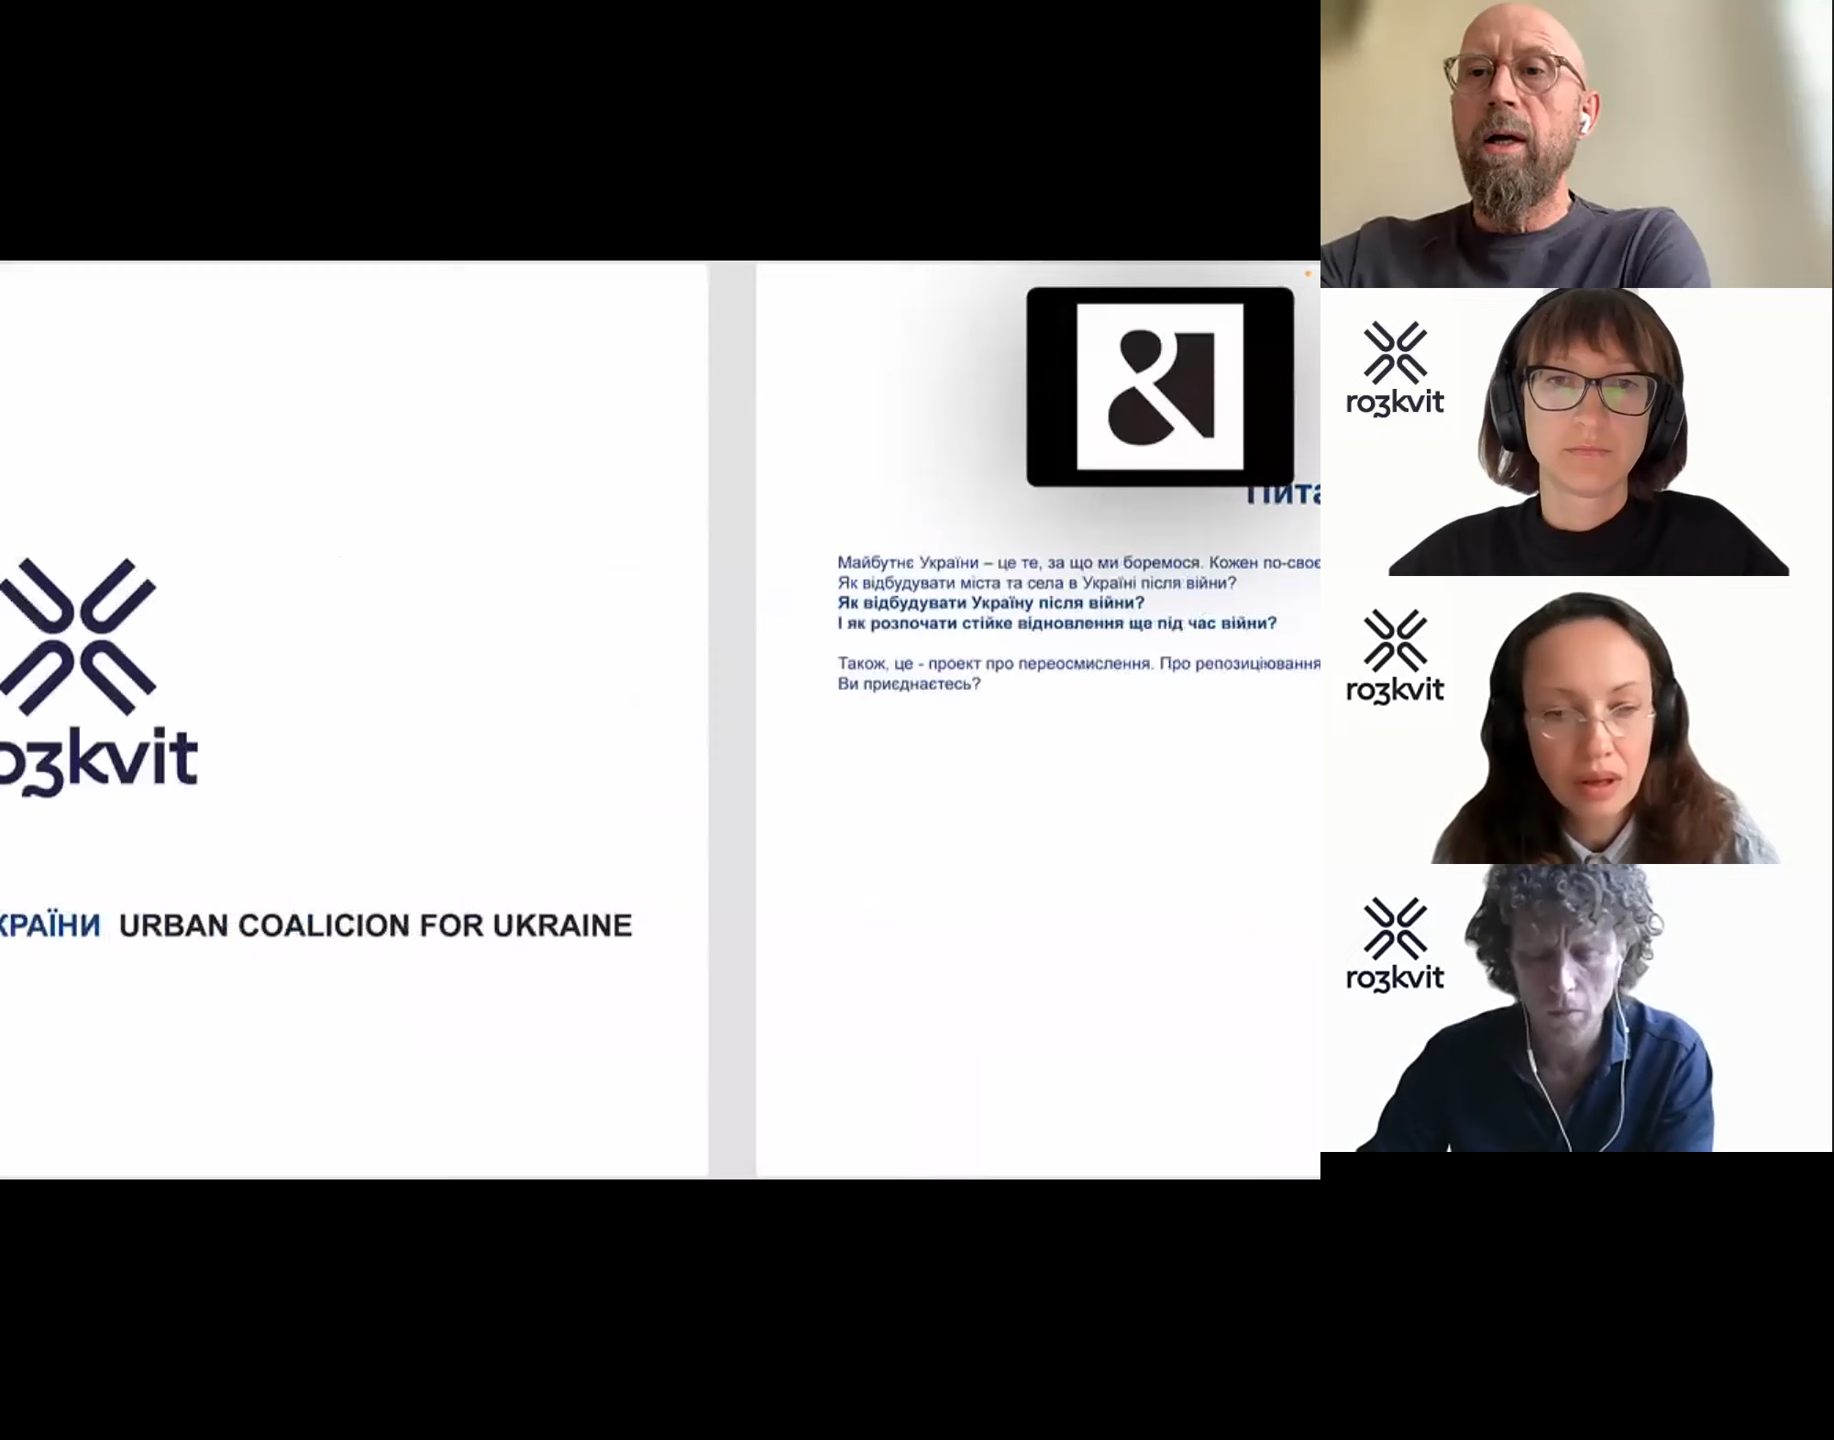 ro3kvit
КРАЇНИ URBAN COALICION FOR UKRAINE
&
Пита
Майбутнє України – це те, за що ми боремося. Кожен по-своє
Як відбудувати міста та села в Україні після війни?
Як відбудувати Україну після війни?
І як розпочати стійке відновлення ще під час війни?
Також, це - проект про переосмислення. Про репозиціювання
Ви приєднаєтесь?
ro3kvit
ro3kvit
ro3kvit